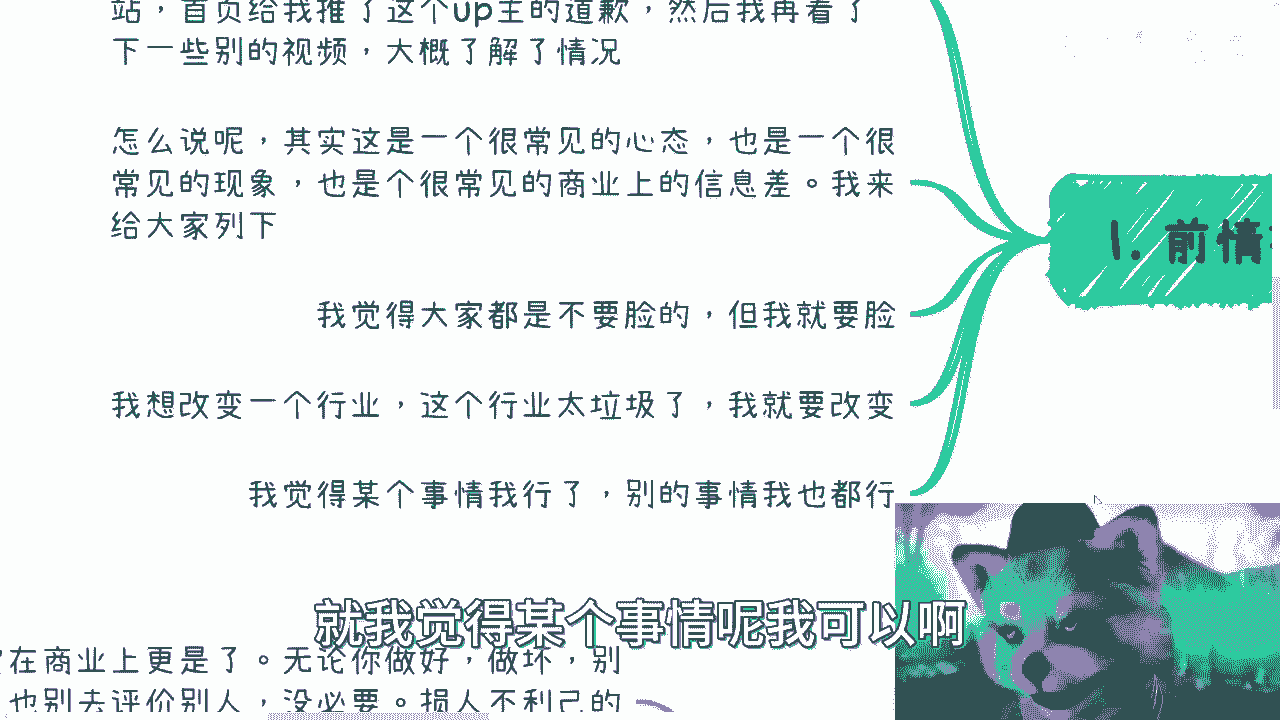 站，首页给我推了这个up主的道歉，然后我再看了
下一些别的视频，大概了解了情况
怎么说呢，其实这是一个很常见的心态，也是一个很
常见的现象，也是个很常见的商业上的信息差。我来
给大家列下
我觉得大家都是不要脸的，但我就要脸
我想改变一个行业，这个行业太垃圾了，我就要改变
我觉得某个事情我行了，别的事情我也都行
1. 前情
就我觉得某个事情呢我可以啊
在商业上更是了。无论你做好，做坏，别
也别去评价别人，没必要。损人不利己的